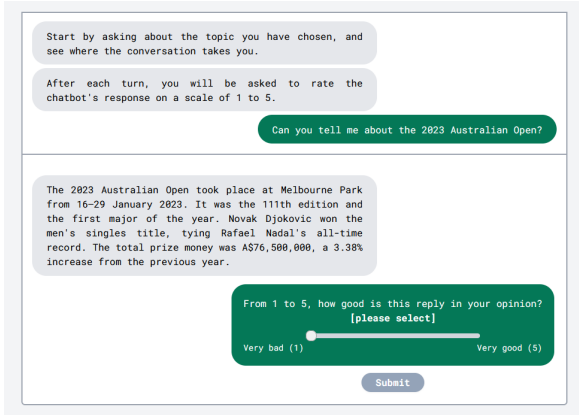 Start by asking about the topic you have chosen, and
see where the conversation takes you.
After each turn, you will be asked to rate the
chatbot's response on a scale of 1 to 5.
Can you tell me about the 2023 Australian Open?
The 2023 Australian Open took place at Melbourne Park
from 16–29 January 2023. It was the 111th edition and
the first major of the year. Novak Djokovic won the
men's singles title, tying Rafael Nadal's all-time
record. The total prize money was A$76,500,000, a 3.38%
increase from the previous year.
From 1 to 5, how good is this reply in your opinion?
[please select]
Very bad (1) Very good (5)
Submit